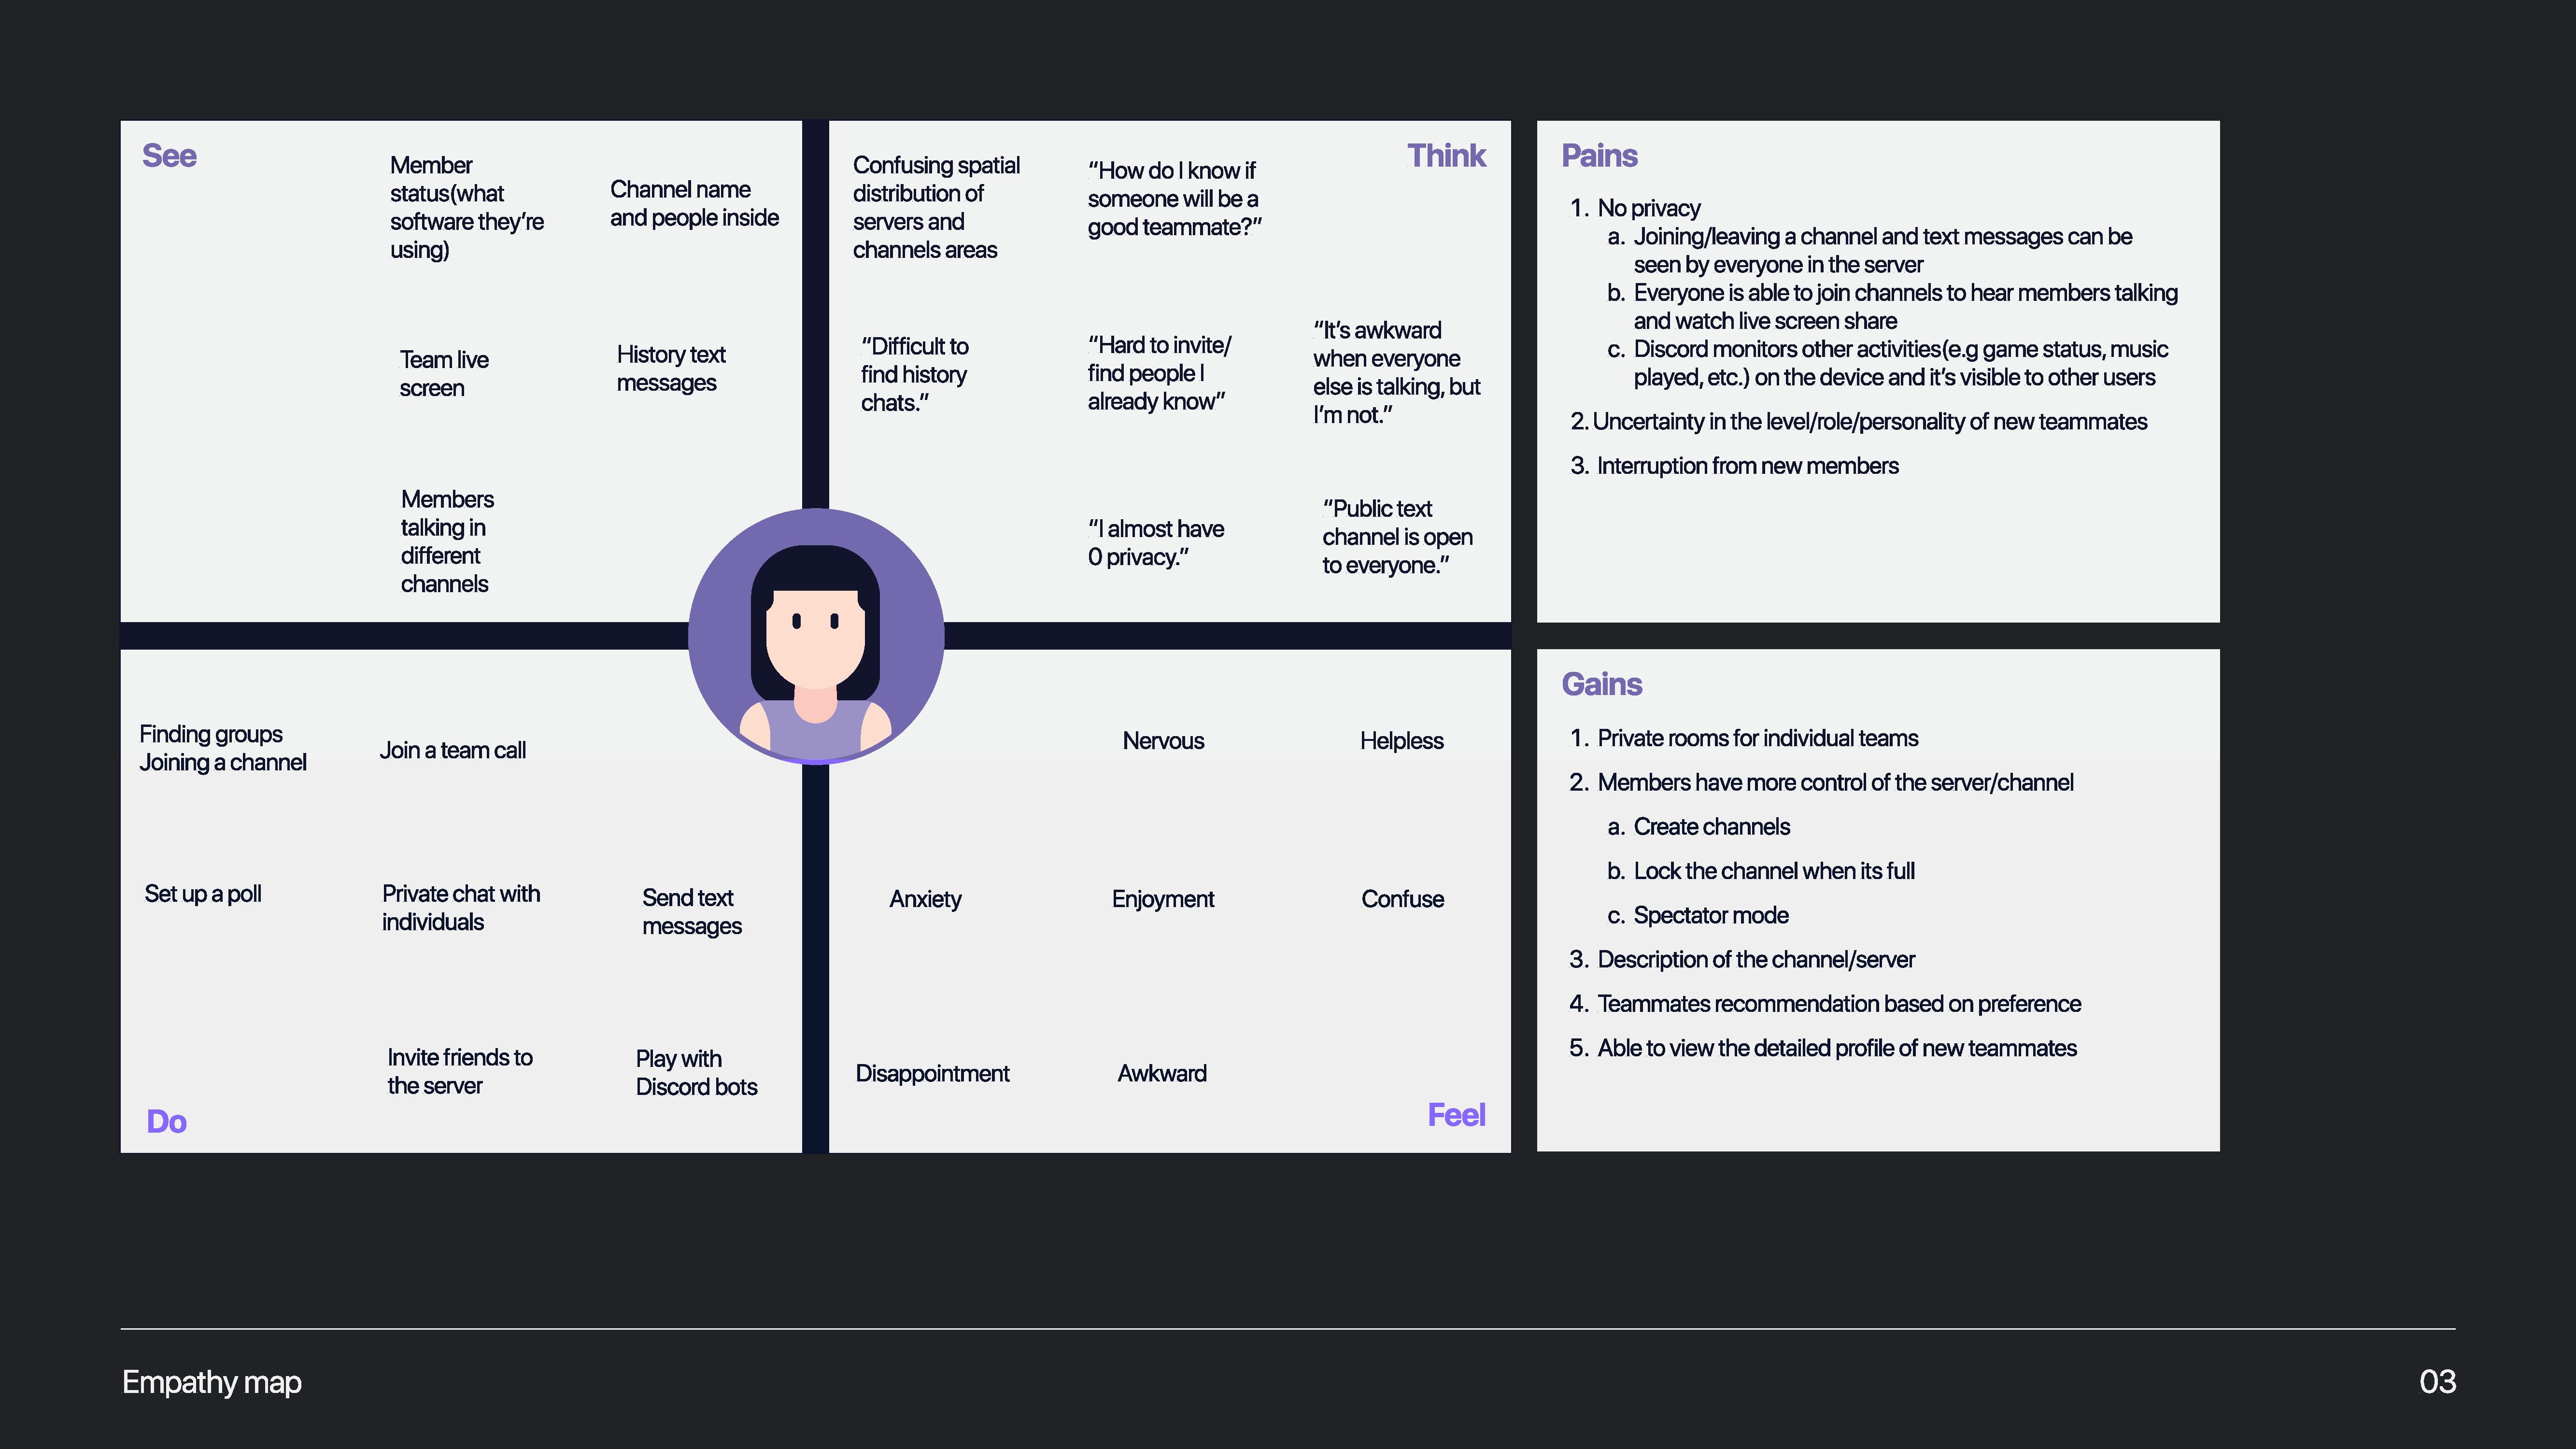 See
Member
status(what
software they’re
using)
Channel name
and people inside
Team live
screen
History text
messages
Members
talking in
different
channels
Think
Confusing spatial
distribution of
servers and
channels areas
“How do I know if
someone will be a
good teammate?”
“Difficult to
find history
chats.”
“Hard to invite/
find people I
already know”
“It’s awkward
when everyone
else is talking, but
I’m not.”
“I almost have
0 privacy.”
“Public text
channel is open
to everyone.”
Finding groups
Joining a channel
Join a team call
Set up a poll
Private chat with
individuals
Send text
messages
Invite friends to
the server
Play with
Discord bots
Do
Nervous
Helpless
Anxiety
Enjoyment
Confuse
Disappointment
Awkward
Feel
Pains
1. No privacy
a. Joining/leaving a channel and text messages can be
seen by everyone in the server
b. Everyone is able to join channels to hear members talking
and watch live screen share
c. Discord monitors other activities(e.g game status, music
played, etc.) on the device and it’s visible to other users
2. Uncertainty in the level/role/personality of new teammates
3. Interruption from new members
Gains
1. Private rooms for individual teams
2. Members have more control of the server/channel
a. Create channels
b. Lock the channel when its full
c. Spectator mode
3. Description of the channel/server
4. Teammates recommendation based on preference
5. Able to view the detailed profile of new teammates
Empathy map
03